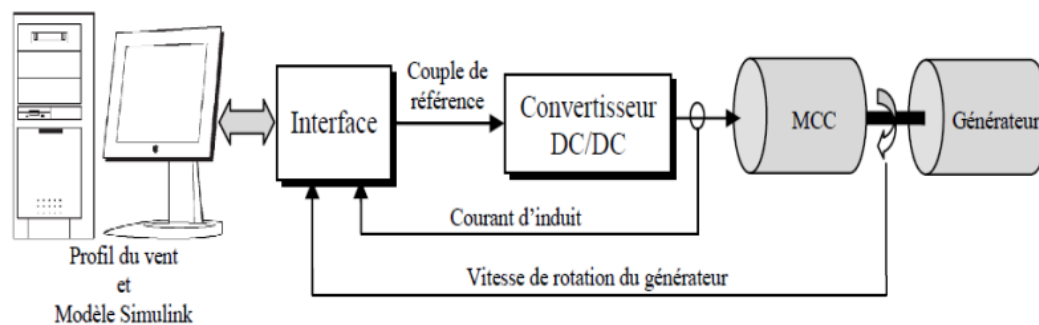 Profil du vent
et
Modèle Simulink
Interface
Couple de
référence
Convertisseur
DC/DC
MCC
Générateur
Courant d’induit
Vitesse de rotation du générateur